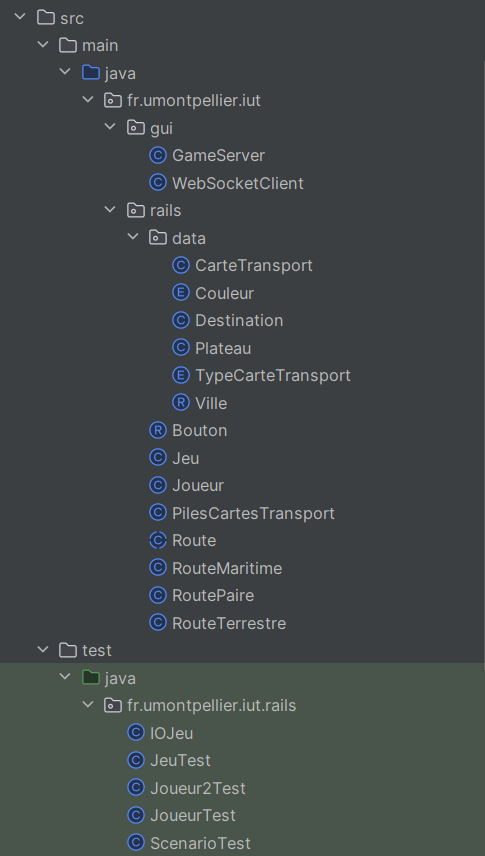 src
main
java
fr.umontpellier.iut
gui
GameServer
WebSocketClient
rails
data
CarteTransport
Couleur
Destination
Plateau
TypeCarteTransport
Ville
Bouton
Jeu
Joueur
PilesCartesTransport
Route
RouteMaritime
RoutePaire
RouteTerrestre
test
java
fr.umontpellier.iut.rails
IOJeu
JeuTest
Joueur2Test
JoueurTest
ScenarioTest